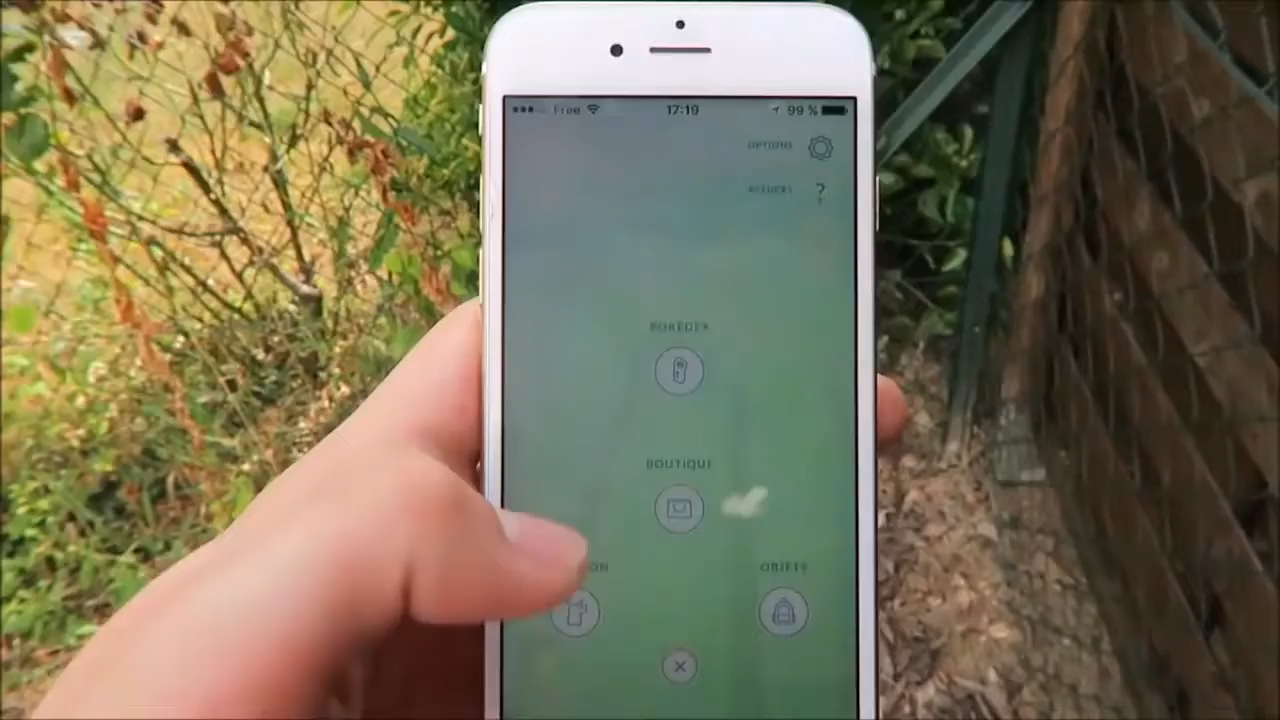 Free 17:19 99 %
OPTIONS
?
POKÉDEX
BOUTIQUE
OBJETS